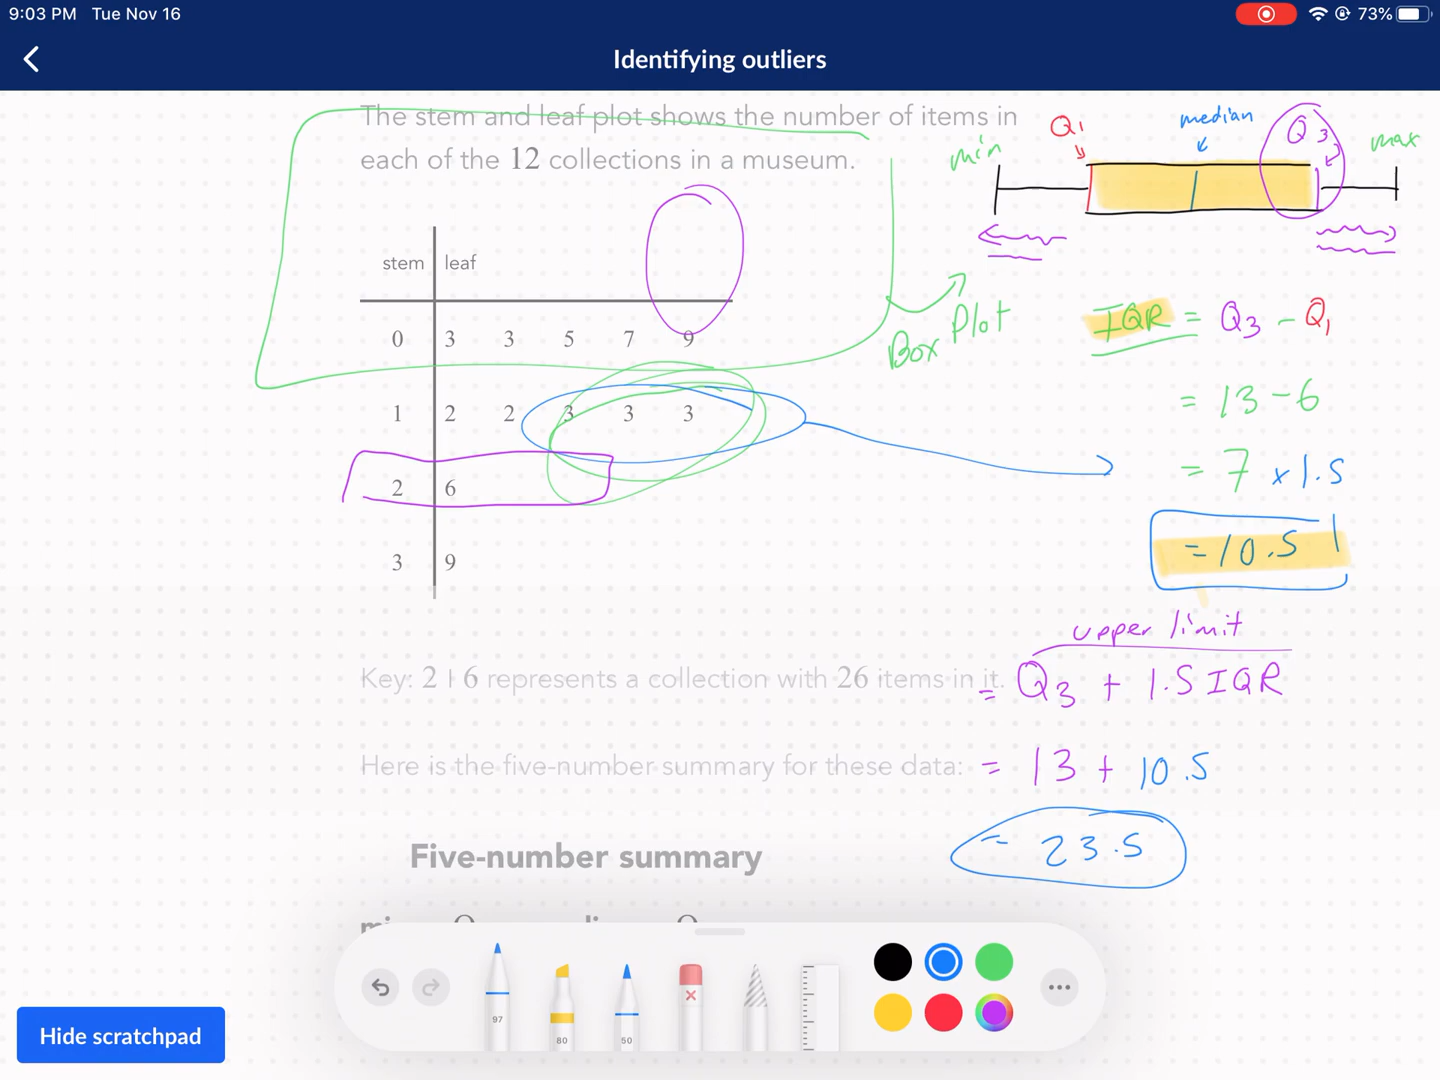 9:03 PM Tue Nov 16 73%
Identifying outliers
The stem and leaf plot shows the number of items in
each of the 12 collections in a museum.
stem leaf
0 3 3 5 7 9
1 2 2 3 3 3
2 6
3 9
Key: 2 | 6 represents a collection with 26 items in it.
Here is the five-number summary for these data:
Five-number summary
min Q1 median Q3 max
Box Plot
IQR = Q3 - Q1
= 13 - 6
= 7 x 1.5
= 10.5
upper limit
= Q3 + 1.5 IQR
= 13 + 10.5
= 23.5
97 80 50
Hide scratchpad